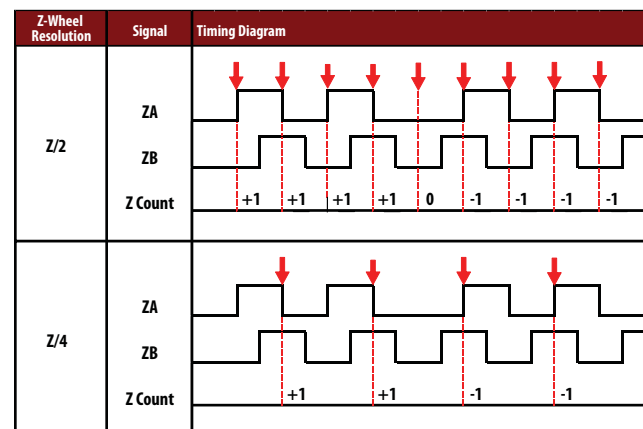 Z-Wheel
Resolution
Signal
Timing Diagram
Z/2
ZA
ZB
Z Count
+1 +1 +1 +1 0 -1 -1 -1 -1
Z/4
ZA
ZB
Z Count
+1 +1 -1 -1